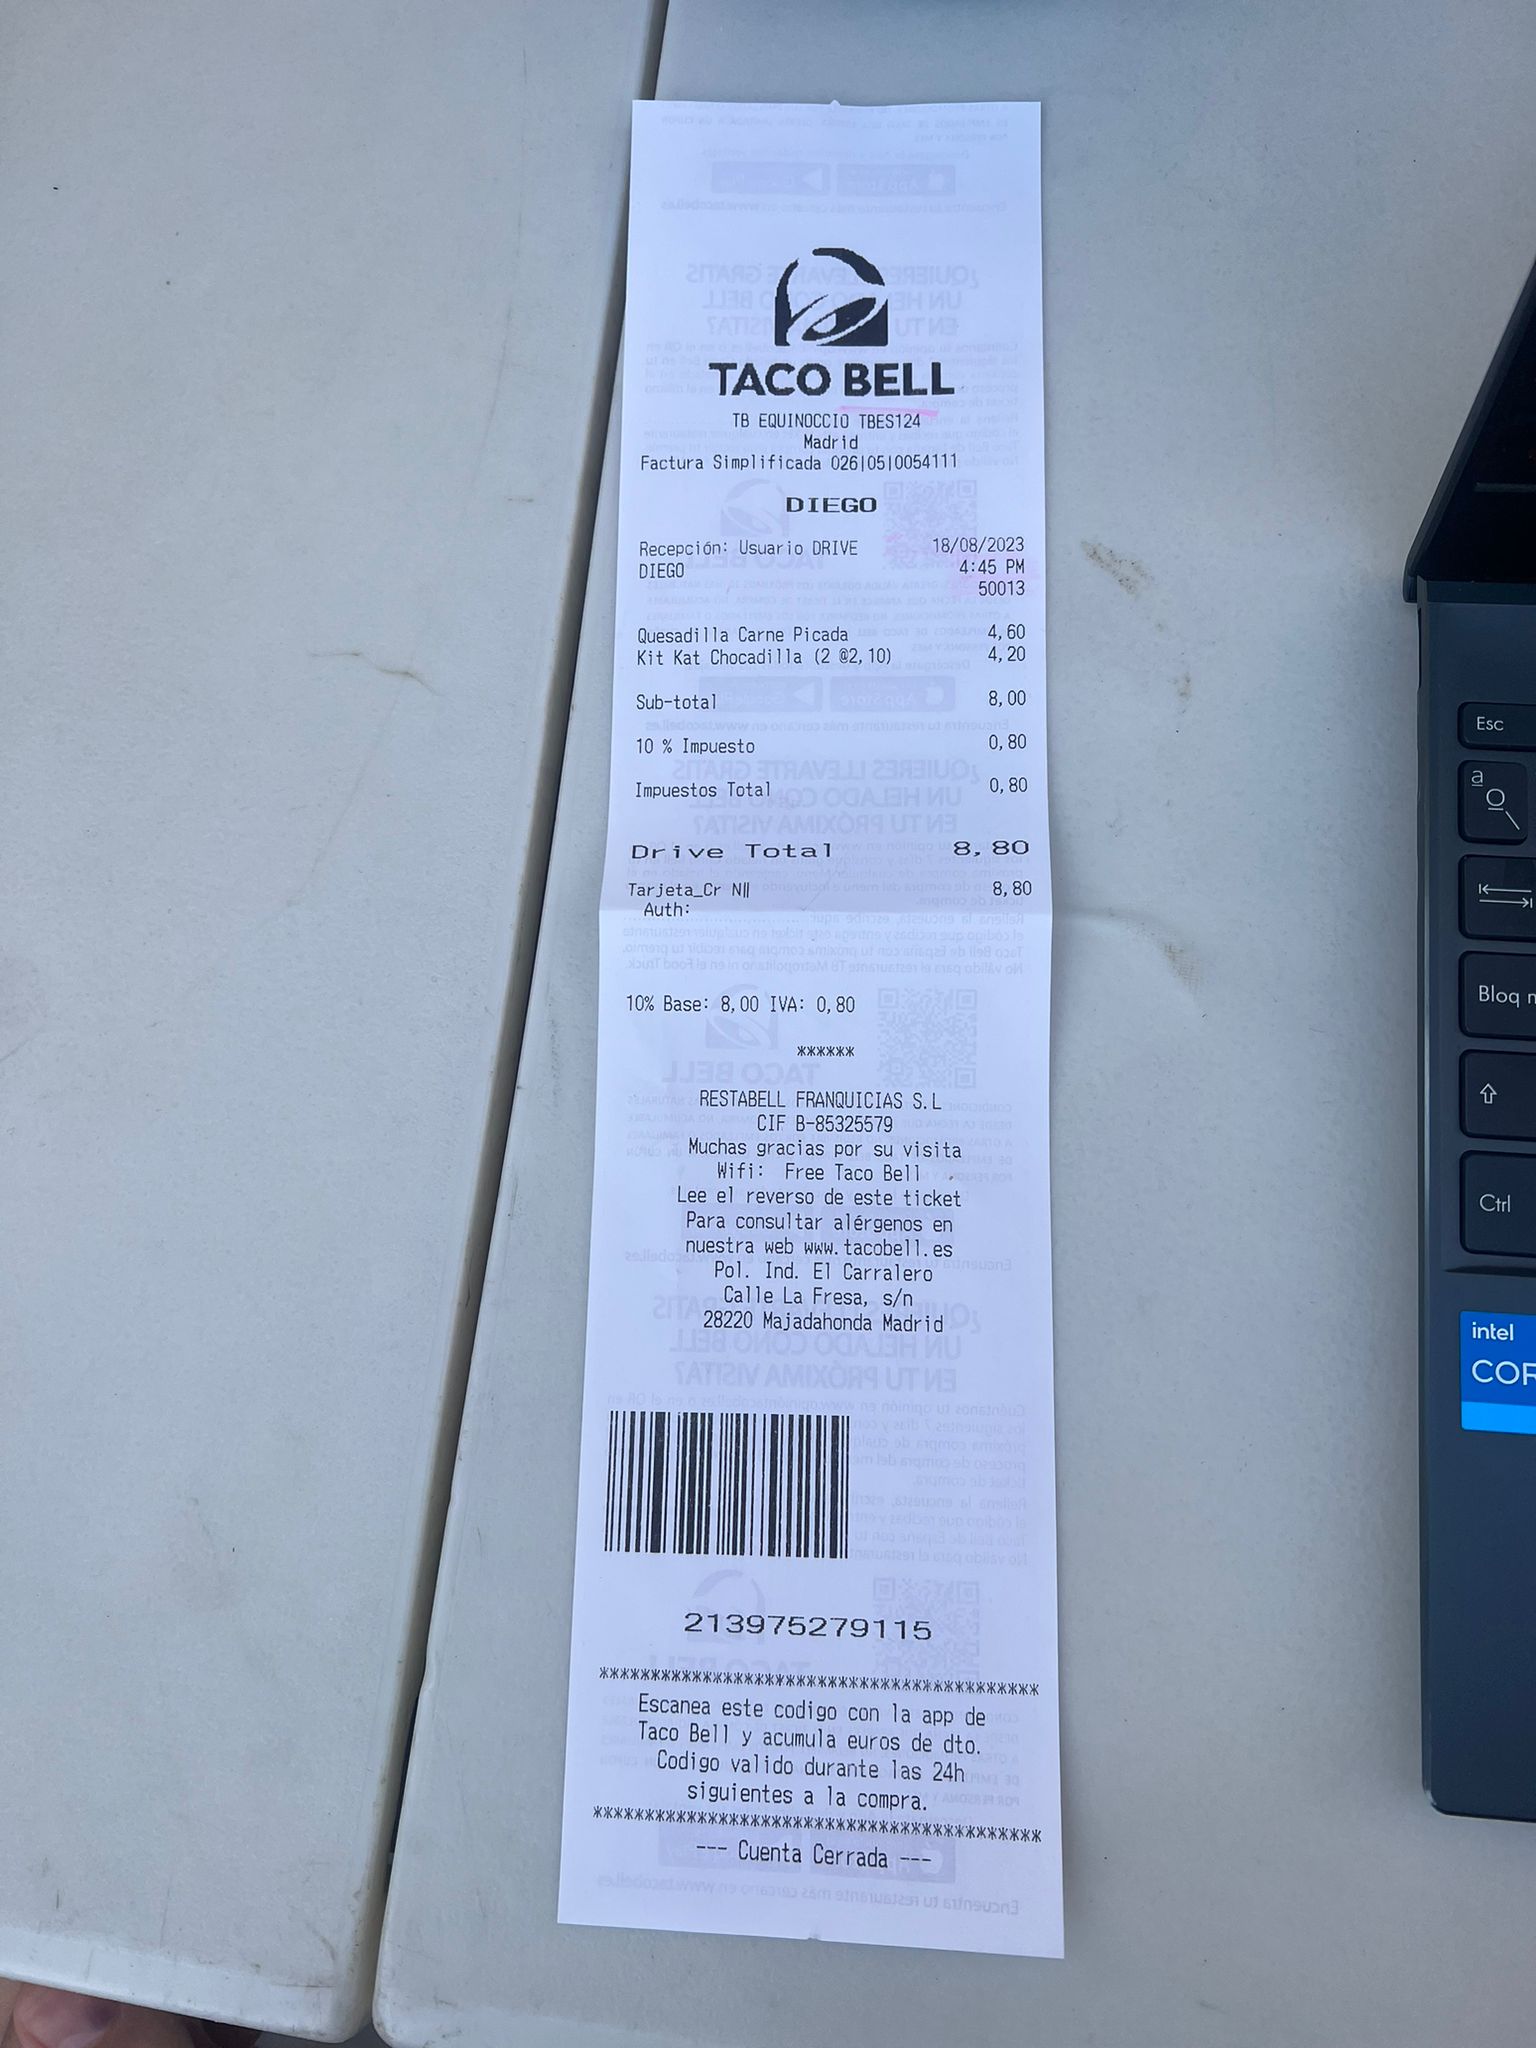 TACO BELL
TB EQUINOCCIO TBES124
Madrid
Factura Simplificada 026|05|0054111
DIEGO
Recepción: Usuario DRIVE 18/08/2023
DIEGO 4:45 PM
50013
Quesadilla Carne Picada 4,60
Kit Kat Chocadilla (2 @2,10) 4,20
Sub-total 8,00
10 % Impuesto 0,80
Impuestos Total 0,80
Drive Total 8,80
Tarjeta_Cr N|| 8,80
Auth:
10% Base: 8,00 IVA: 0,80
******
RESTABELL FRANQUICIAS S.L
CIF B-85325579
Muchas gracias por su visita
Wifi: Free Taco Bell
Lee el reverso de este ticket
Para consultar alérgenos en
nuestra web www.tacobell.es
Pol. Ind. El Carralero
Calle La Fresa, s/n
28220 Majadahonda Madrid
213975279115
******************************************
Escanea este codigo con la app de
Taco Bell y acumula euros de dto.
Codigo valido durante las 24h
siguientes a la compra.
******************************************
--- Cuenta Cerrada ---
Esc
a
Bloq
Ctrl
intel